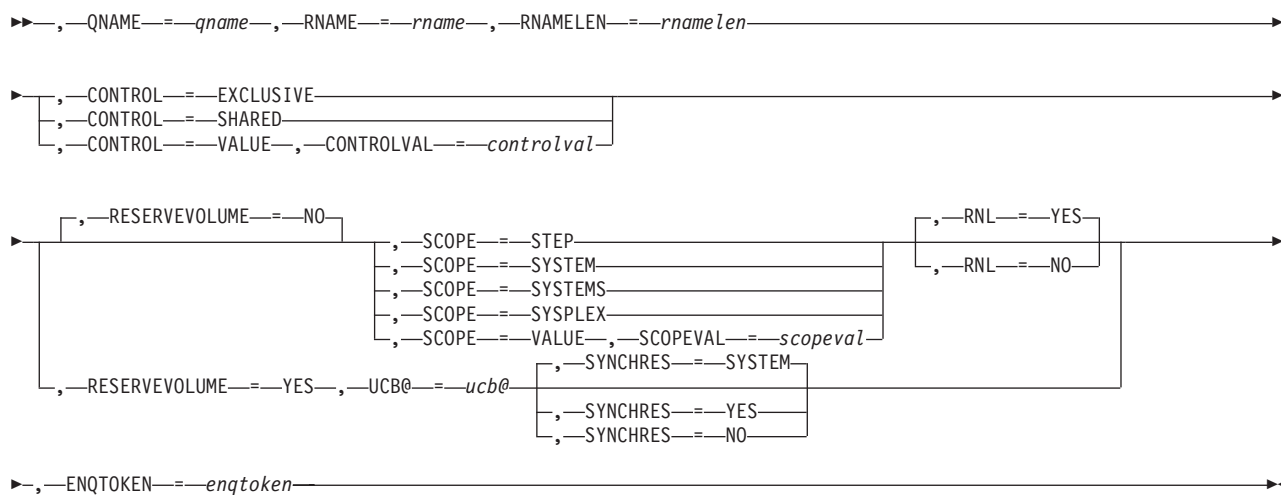 ,—QNAME—=—qname—,—RNAME—=—rname—,—RNAMELEN—=—rnamelen
,—CONTROL—=—EXCLUSIVE
,—CONTROL—=—SHARED
,—CONTROL—=—VALUE—,—CONTROLVAL—=—controlval
,—RESERVEVOLUME—=—NO
,—SCOPE—=—STEP
,—SCOPE—=—SYSTEM
,—SCOPE—=—SYSTEMS
,—SCOPE—=—SYSPLEX
,—SCOPE—=—VALUE—,—SCOPEVAL—=—scopeval
,—RNL—=—YES
,—RNL—=—NO
,—RESERVEVOLUME—=—YES—,—UCB@—=—ucb@
,—SYNCHRES—=—SYSTEM
,—SYNCHRES—=—YES
,—SYNCHRES—=—NO
,—ENQTOKEN—=—enqtoken